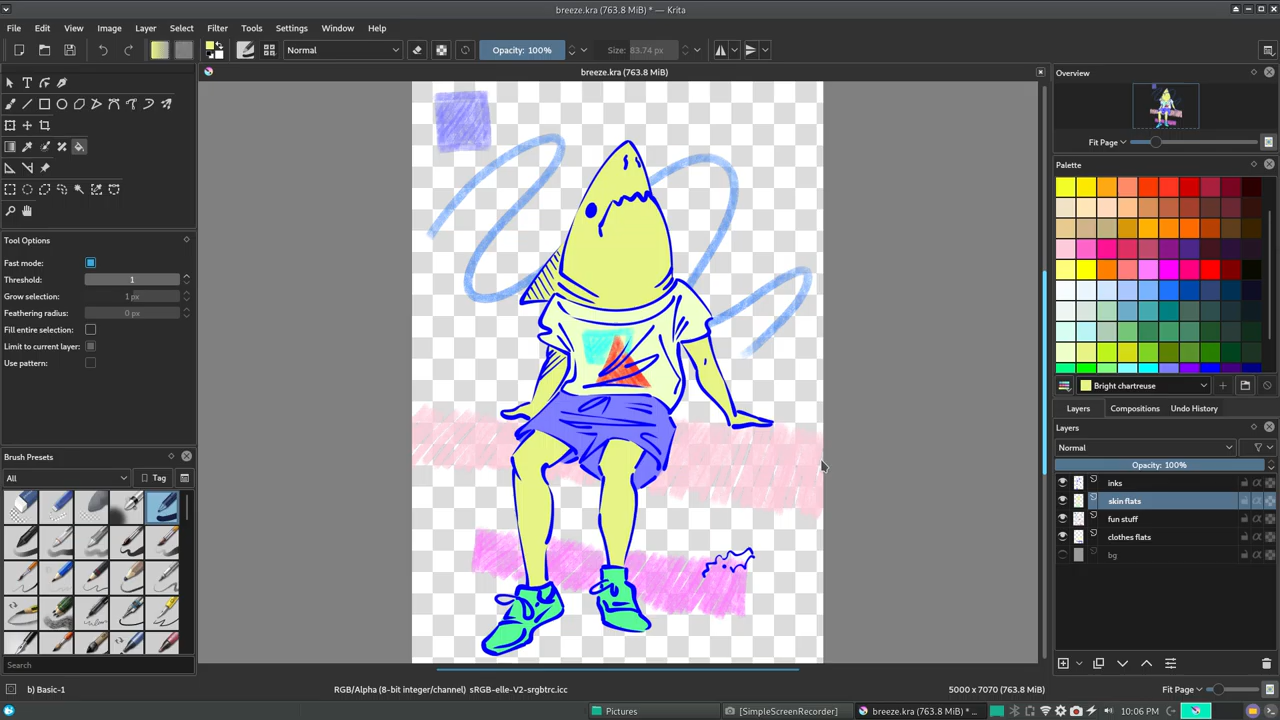 breeze.kra (763.8 MiB) * — Krita
File Edit View Image Layer Select Filter Tools Settings Window Help
Normal Opacity: 100% Size: 83.74 px
breeze.kra (763.8 MiB)
Overview
Fit Page
Palette
Tool Options
Fast mode:
Threshold: 1
Grow selection: 1 px
Feathering radius: 0 px
Fill entire selection:
Limit to current layer:
Use pattern:
Bright chartreuse
Layers Compositions Undo History
Layers
Normal
Opacity: 100%
inks
skin flats
fun stuff
clothes flats
bg
Brush Presets
All Tag
Search
b) Basic-1 RGB/Alpha (8-bit integer/channel) sRGB-elle-V2-srgbtrc.icc 5000 x 7070 (763.8 MiB) Fit Page
Pictures [SimpleScreenRecorder] breeze.kra (763.8 MiB) * … 10:06 PM